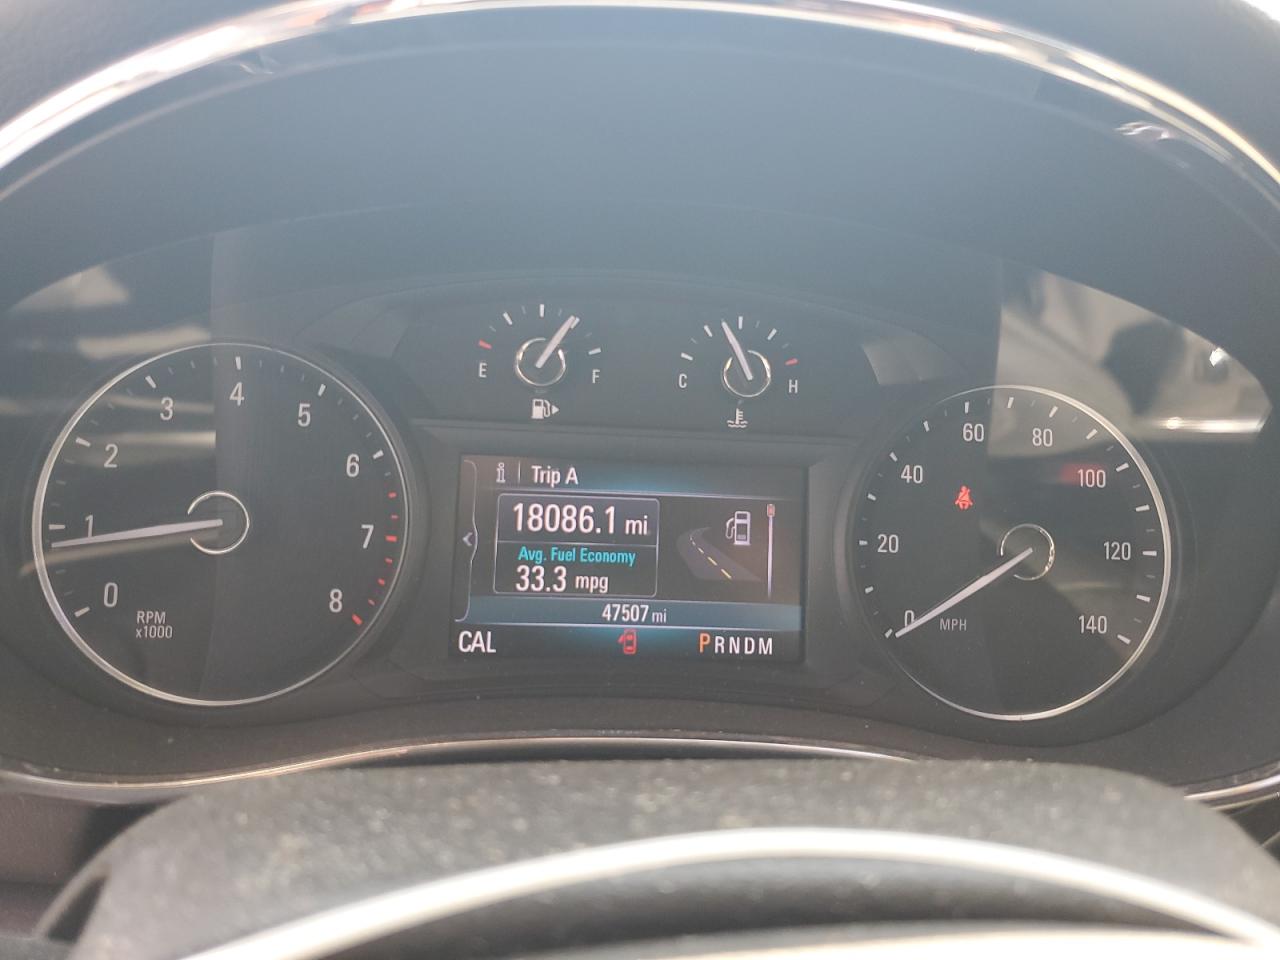 E
F
C
H
0
1
2
3
4
5
6
7
8
RPM
x1000
i Trip A
18086.1 mi
Avg. Fuel Economy
33.3 mpg
47507 mi
CAL
PRNDM
0
20
40
60
80
100
120
140
MPH